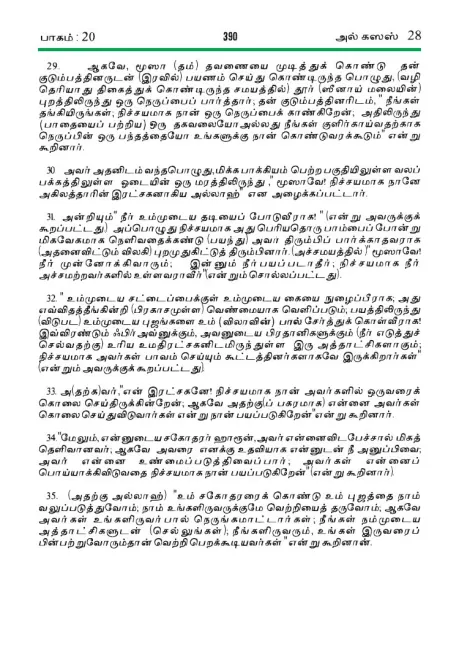 பாகம் : 20 390 அல் கஸஸ் 28
29. ஆகவே, மூஸா (தம்) தவணையை முடித்துக் கொண்டு தன்
குடும்பத்தினருடன் (இரவில்) பயணம் செய்து கொண்டிருந்த பொழுது, (வழி
தெரியாது திகைத்துக் கொண்டிருந்த சமயத்தில்) தூர் (ஸீனாய் மலையின்)
புறத்திலிருந்து ஒரு நெருப்பைப் பார்த்தார்; தன் குடும்பத்தினரிடம், " நீங்கள்
தங்கியிருங்கள்; நிச்சயமாக நான் ஒரு நெருப்பைக் காண்கிறேன்; அதிலிருந்து
(பாதையைப் பற்றிய) ஒரு தகவலையோஅல்லது நீங்கள் குளிர்காய்வதற்காக
நெருப்பின் ஒரு பந்தத்தையோ உங்களுக்கு நான் கொண்டுவரக்கூடும்" என்று
கூறினார்.
30 அவர் அதனிடம்வந்தபொழுது,மிக்க பாக்கியம் பெற்ற பகுதியிலுள்ள வலப்
பக்கத்திலுள்ள ஓடையின் ஒரு மரத்திலிருந்து ," மூஸாவே! நிச்சயமாக நானே
அகிலத்தாரின் இரட்சகனாகிய அல்லாஹ்" என அழைக்கப்பட்டார்.
31. அன்றியும்" நீர் உம்முடைய தடியைப் போடுவீராக! " (என்று அவருக்குக்
கூறப்பட்டது) அப்பொழுது நிச்சயமாக அது பெரியதொரு பாம்பைப் போன்று
மிகவேகமாக நெளிவதைக்கண்டு (பயந்து) அவர் திரும்பிப் பார்க்காதவராக
(அதனைவிட்டும் விலகி) புறமுதுகிட்டுத் திரும்பினார்.(அச்சமயத்தில்) ,"மூஸாவே!
நீர் முன்னோக்கிவாரும்; இன்னும் நீர்பயப்படாதீர்; நிச்சயமாக நீர்
அச்சமற்றவர்களில் உள்ளவராவீர்"(என்றும்சொல்லப்பட்டது).
32. " உம்முடைய சட்டைப்பைக்குள் உம்முடைய கையை நுழைப்பீராக; அது
எவ்விதத்தீங்கின்றி (பிரகாசமுள்ள) வெண்மையாக வெளிப்படும்; பயத்திலிருந்து
(விடுபட) உம்முடைய புஜங்களை உம் (விலாவின்) பால் சேர்த்துக் கொள்வீராக!
இவ்விரண்டும் ஃபிர்அவ்னுக்கும், அவனுடைய பிரதானிகளுக்கும் (நீர் எடுத்துச்
செல்வதற்கு) உரிய உமதிரட்சகனிடமிருந்துள்ள இரு அத்தாட்சிகளாகும்;
நிச்சயமாக அவர்கள் பாவம் செய்யும் கூட்டத்தினர்களாகவே இருக்கிறார்கள்"
(என்றும் அவருக்குக்கூறப்பட்டது).
33. அ(தற்க)வர்,"என் இரட்சகனே! நிச்சயமாக நான் அவர்களில் ஒருவரைக்
கொலை செய்திருக்கின்றேன்; ஆகவே அதற்கு(ப் பகரமாக) என்னை அவர்கள்
கொலைசெய்துவிடுவார்கள் என்று நான் பயப்படுகிறேன்"என்று கூறினார்.
34."மேலும், என்னுடைய சகோதரர் ஹாரூன், அவர் என்னைவிட பேச்சால் மிகத்
தெளிவானவர்; ஆகவே அவரை எனக்கு உதவியாக என்னுடன் நீ அனுப்பிவை;
அவர் என்னை உண்மைப்படுத்திவைப்பார்; அவர்கள் என்னைப்
பொய்யாக்கிவிடுவதை நிச்சயமாக நான் பயப்படுகிறேன்" (என்று கூறினார்).
35. (அதற்கு அல்லாஹ்) "உம் சகோதரரைக் கொண்டு உம் புஜத்தை நாம்
வலுப்படுத்துவோம்; நாம் உங்களிருவருக்குமே வெற்றியைத் தருவோம்; ஆகவே
அவர்கள் உங்களிருவர்பால் நெருங்கமாட்டார்கள்; நீங்கள் நம்முடைய
அத்தாட்சிகளுடன் (செல்லுங்கள்); நீங்களிருவரும், உங்கள் இருவரைப்
பின்பற்றுவோரும்தான் வெற்றிபெறக்கூடியவர்கள்" என்று கூறினான்.